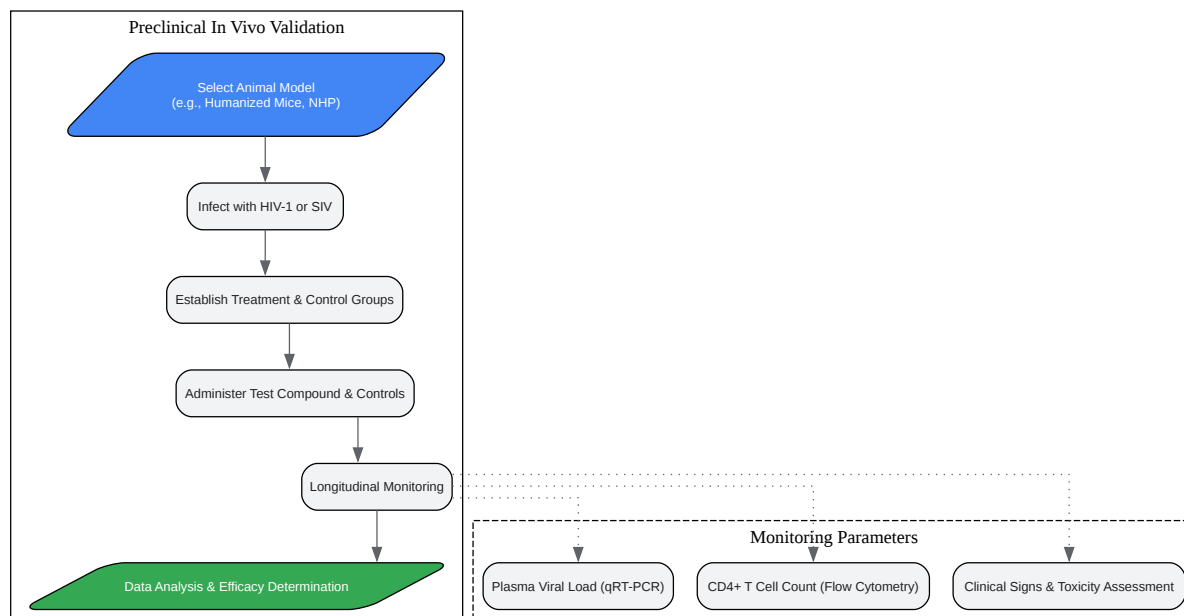 Preclinical In Vivo Validation
Select Animal Model
(e.g., Humanized Mice, NHP)
Infect with HIV-1 or SIV
Establish Treatment & Control Groups
Administer Test Compound & Controls
Longitudinal Monitoring
Data Analysis & Efficacy Determination
Monitoring Parameters
Plasma Viral Load (qRT-PCR)
CD4+ T Cell Count (Flow Cytometry)
Clinical Signs & Toxicity Assessment